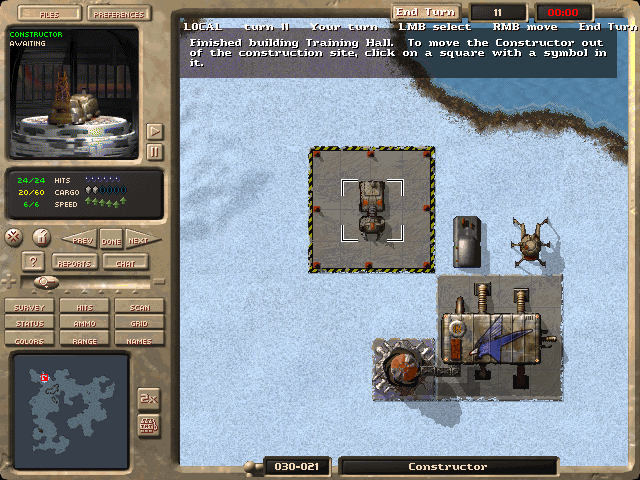 FILES
PREFERENCES
End Turn
11
00:00
LOCAL turn 11 Your turn LMB select RMB move End Turn
Finished building Training Hall. To move the Constructor out
of the construction site, click on a square with a symbol in
it.
CONSTRUCTOR
AWAITING
24/24 HITS
20/60 CARGO
6/6 SPEED
PREV
DONE
NEXT
?
REPORTS
CHAT
SURVEY
HITS
SCAN
STATUS
AMMO
GRID
COLORS
RANGE
NAMES
2x
030-021
Constructor